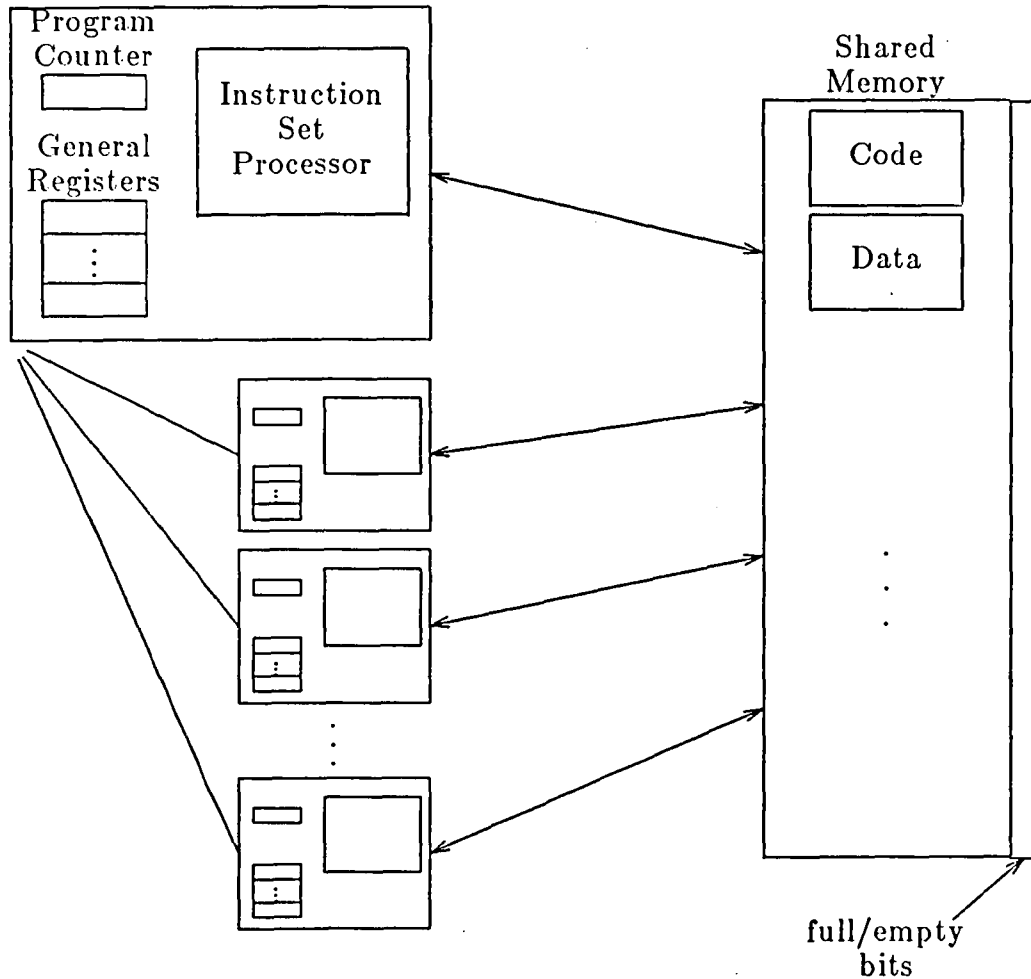 Program
Counter
General
Registers
Instruction
Set
Processor
Shared
Memory
Code
Data
full/empty
bits